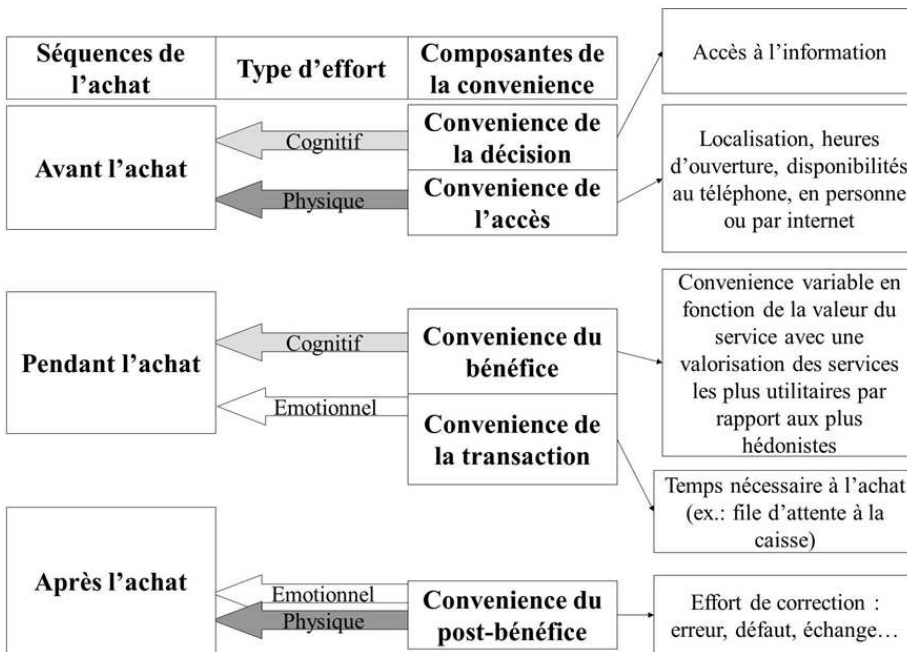 Séquences de
l'achat
Type d'effort
Composantes de
la convenience
Accès à l'information
Avant l'achat
Cognitif
Convenience de
la décision
Physique
Convenience de
l'accès
Localisation, heures
d'ouverture, disponibilités
au téléphone, en personne
ou par internet
Pendant l'achat
Cognitif
Convenience du
bénéfice
Emotionnel
Convenience de
la transaction
Convenience variable en
fonction de la valeur du
service avec une
valorisation des services
les plus utilitaires par
rapport aux plus
hédonistes
Temps nécessaire à l'achat
(ex.: file d'attente à la
caisse)
Après l'achat
Emotionnel
Physique
Convenience du
post-bénéfice
Effort de correction :
erreur, défaut, échange…